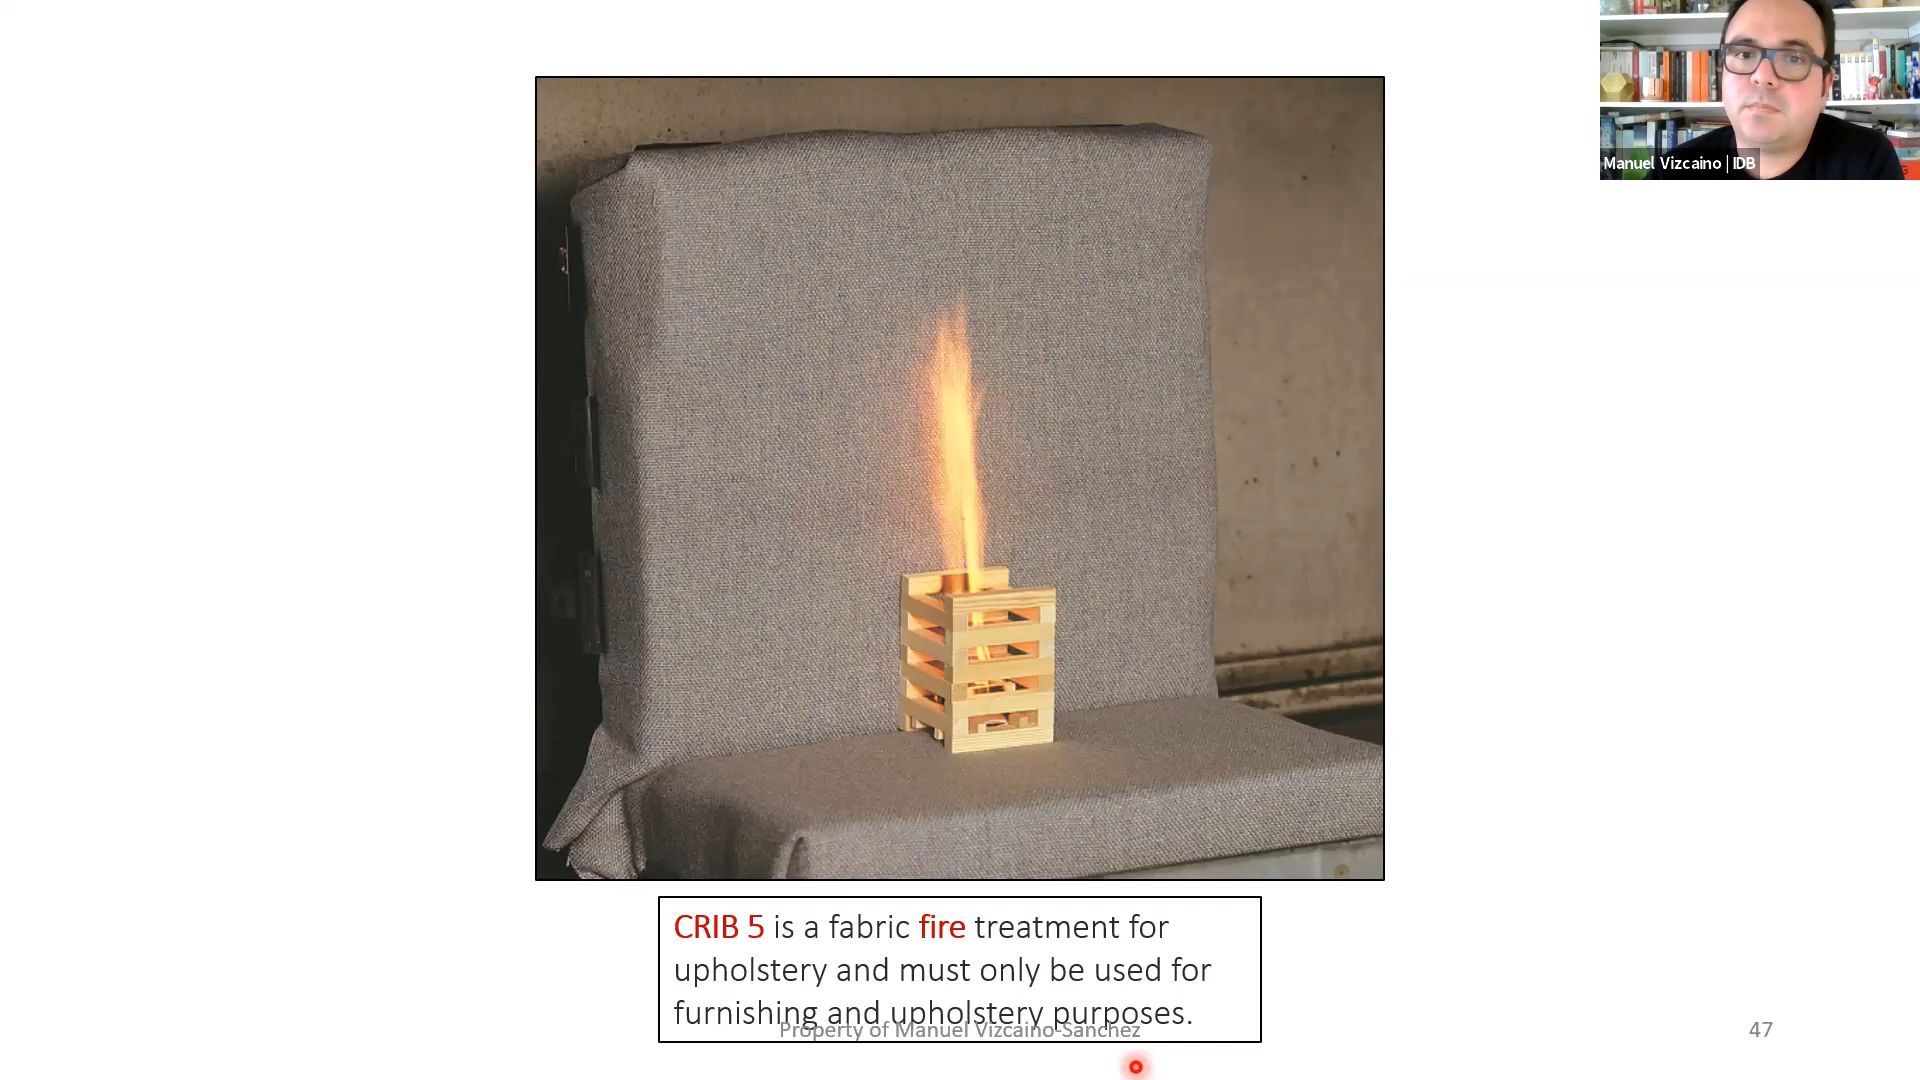 Manuel Vizcaino | IDB
CRIB 5 is a fabric fire treatment for
upholstery and must only be used for
furnishing and upholstery purposes.
Property of Manuel Vizcaino-Sanchez
47